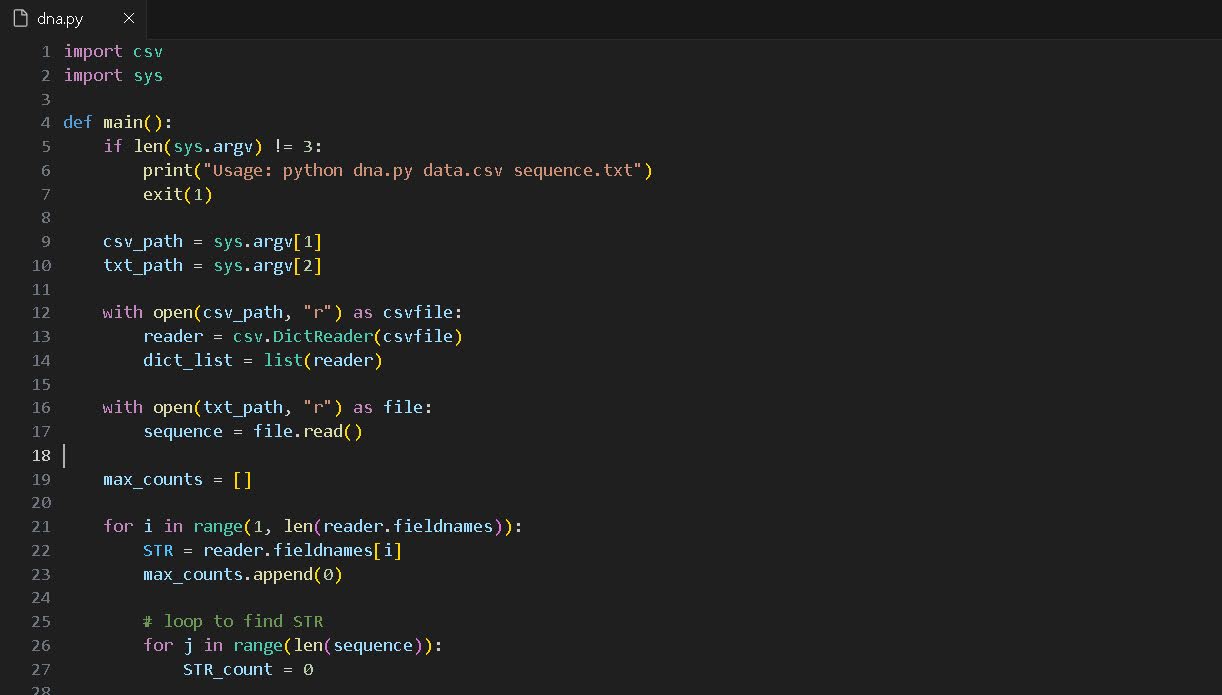 dna.py
1 import csv
2 import sys
3
4 def main():
5     if len(sys.argv) != 3:
6         print("Usage: python dna.py data.csv sequence.txt")
7         exit(1)
8
9     csv_path = sys.argv[1]
10     txt_path = sys.argv[2]
11
12     with open(csv_path, "r") as csvfile:
13         reader = csv.DictReader(csvfile)
14         dict_list = list(reader)
15
16     with open(txt_path, "r") as file:
17         sequence = file.read()
18
19     max_counts = []
20
21     for i in range(1, len(reader.fieldnames)):
22         STR = reader.fieldnames[i]
23         max_counts.append(0)
24
25         # loop to find STR
26         for j in range(len(sequence)):
27             STR_count = 0
28